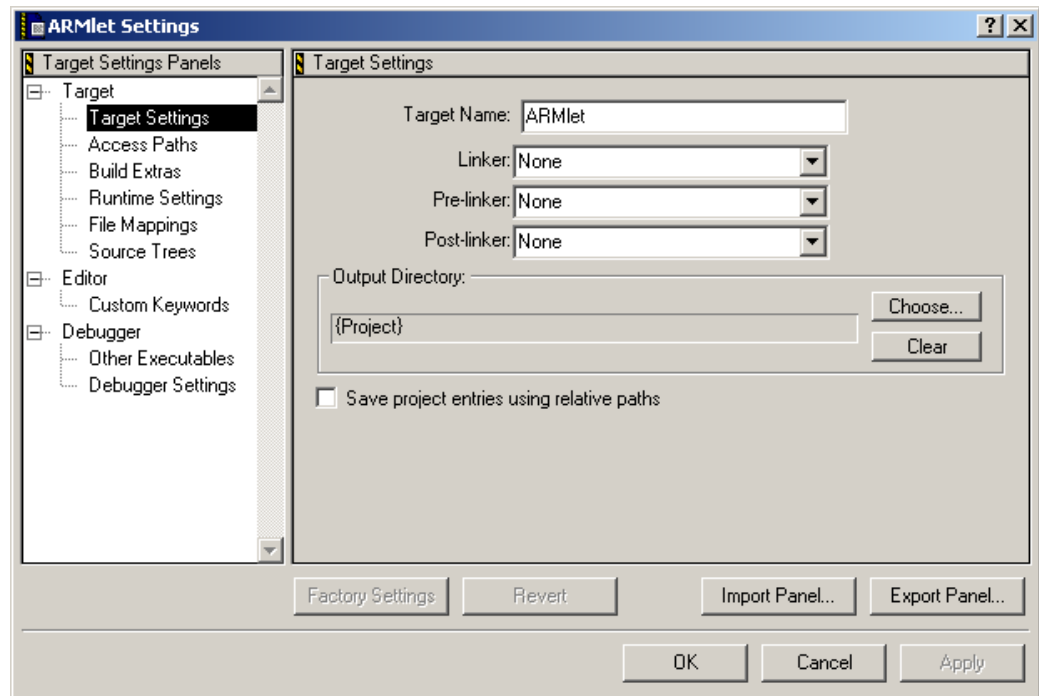 ARMlet Settings
Target Settings Panels
Target
Target Settings
Access Paths
Build Extras
Runtime Settings
File Mappings
Source Trees
Editor
Custom Keywords
Debugger
Other Executables
Debugger Settings
Target Settings
Target Name: ARMlet
Linker: None
Pre-linker: None
Post-linker: None
Output Directory:
{Project}
Choose...
Clear
Save project entries using relative paths
Factory Settings Revert Import Panel... Export Panel...
OK Cancel Apply